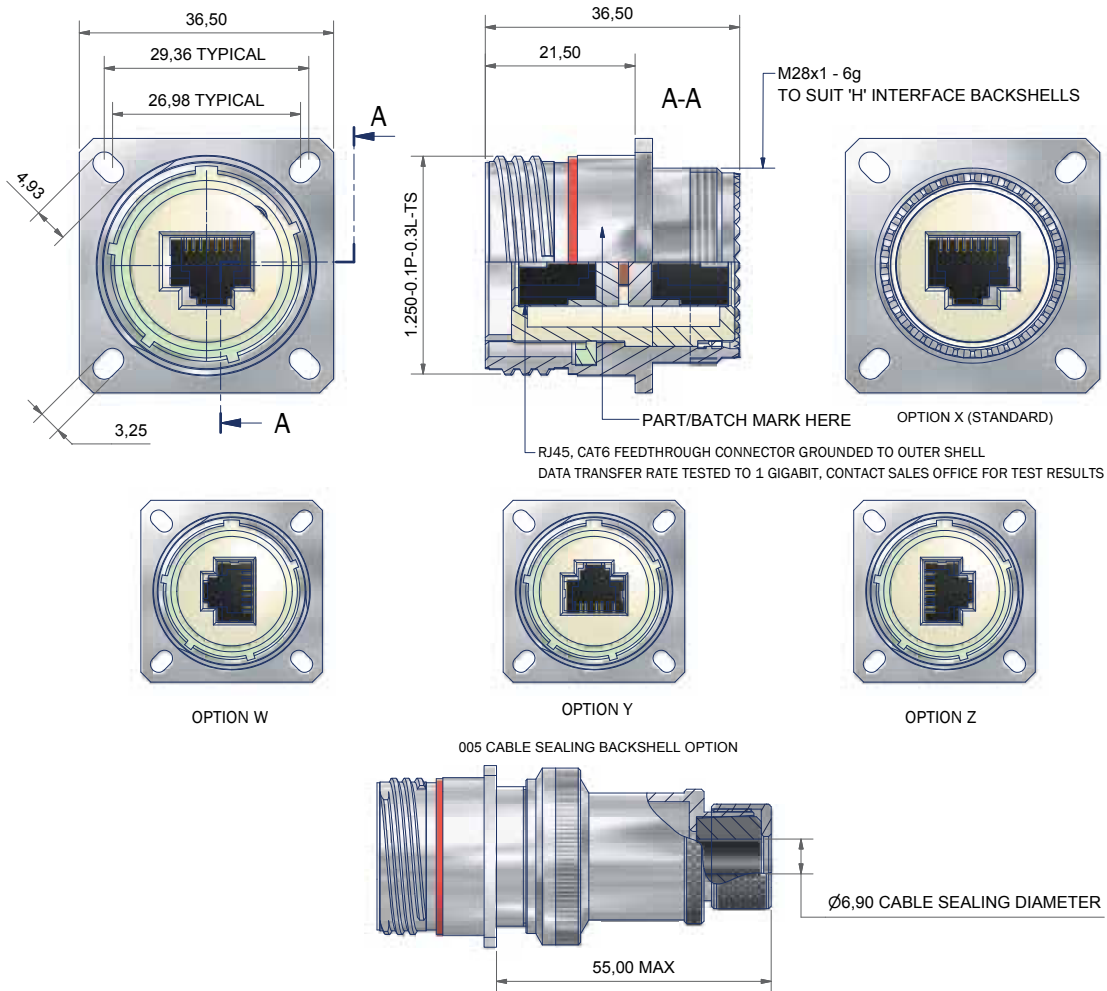 36,50
29,36 TYPICAL
26,98 TYPICAL
A
4,93
3,25
A
36,50
21,50
A-A
M28x1 - 6g
TO SUIT 'H' INTERFACE BACKSHELLS
1.250-0.1P-0.3L-TS
PART/BATCH MARK HERE
OPTION X (STANDARD)
RJ45, CAT6 FEEDTHROUGH CONNECTOR GROUNDED TO OUTER SHELL
DATA TRANSFER RATE TESTED TO 1 GIGABIT, CONTACT SALES OFFICE FOR TEST RESULTS
OPTION W
OPTION Y
OPTION Z
005 CABLE SEALING BACKSHELL OPTION
Ø6,90 CABLE SEALING DIAMETER
55,00 MAX